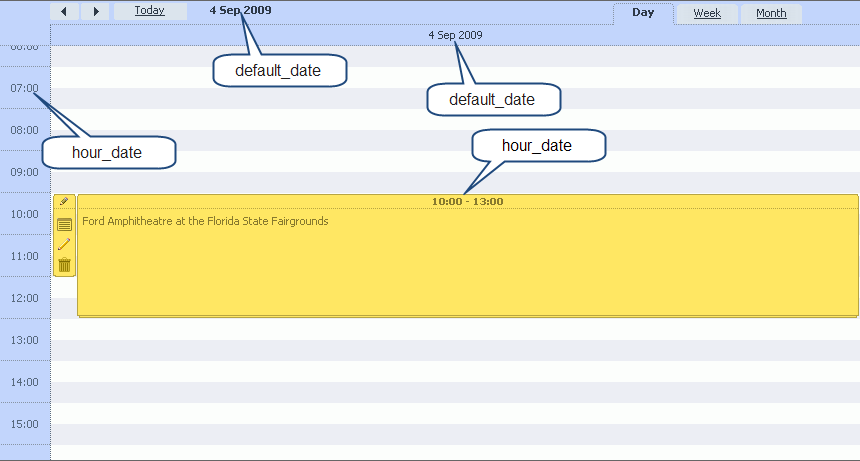 Today
4 Sep 2009
Day
Week
Month
4 Sep 2009
default_date
default_date
06:00
07:00
hour_date
hour_date
08:00
09:00
10:00 - 13:00
10:00
Ford Amphitheatre at the Florida State Fairgrounds
11:00
12:00
13:00
14:00
15:00